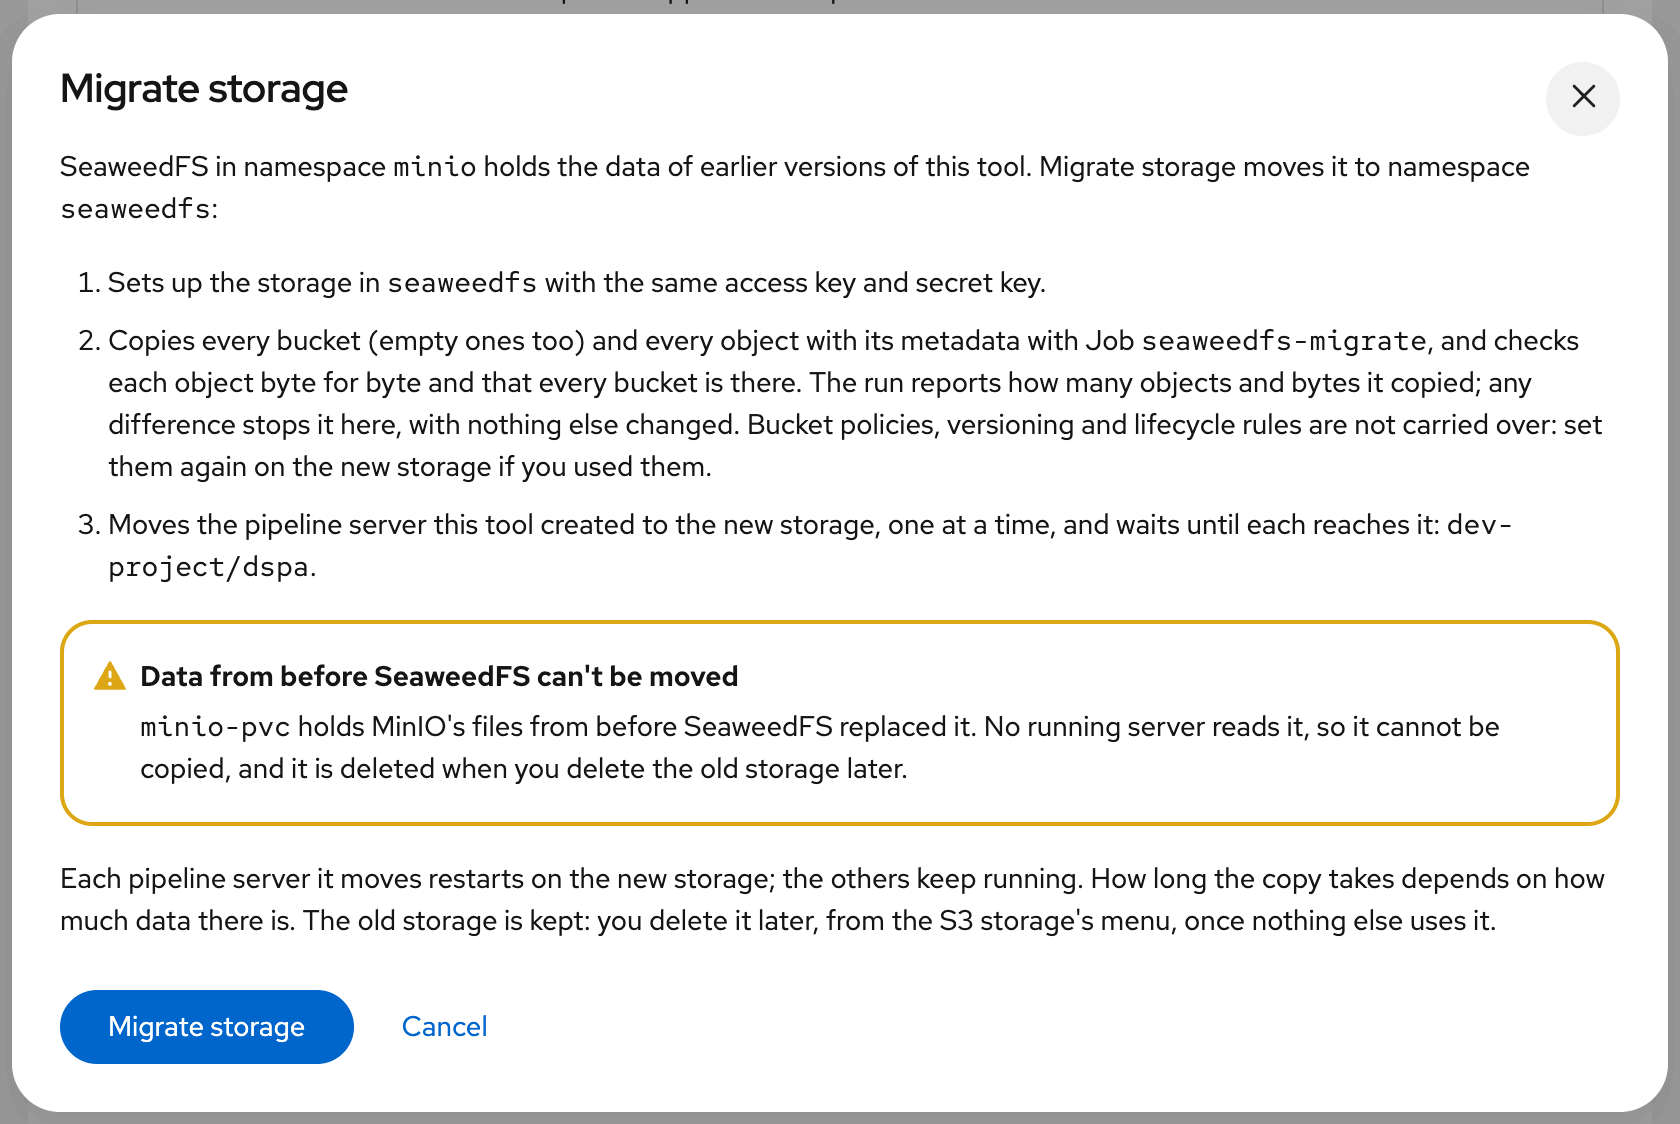 Migrate storage
SeaweedFS in namespace minio holds the data of earlier versions of this tool. Migrate storage moves it to namespace
seaweedfs:
1. Sets up the storage in seaweedfs with the same access key and secret key.
2. Copies every bucket (empty ones too) and every object with its metadata with Job seaweedfs-migrate, and checks
each object byte for byte and that every bucket is there. The run reports how many objects and bytes it copied; any
difference stops it here, with nothing else changed. Bucket policies, versioning and lifecycle rules are not carried over: set
them again on the new storage if you used them.
3. Moves the pipeline server this tool created to the new storage, one at a time, and waits until each reaches it: dev-
project/dspa.
Data from before SeaweedFS can't be moved
minio-pvc holds MinIO's files from before SeaweedFS replaced it. No running server reads it, so it cannot be
copied, and it is deleted when you delete the old storage later.
Each pipeline server it moves restarts on the new storage; the others keep running. How long the copy takes depends on how
much data there is. The old storage is kept: you delete it later, from the S3 storage's menu, once nothing else uses it.
Migrate storage
Cancel